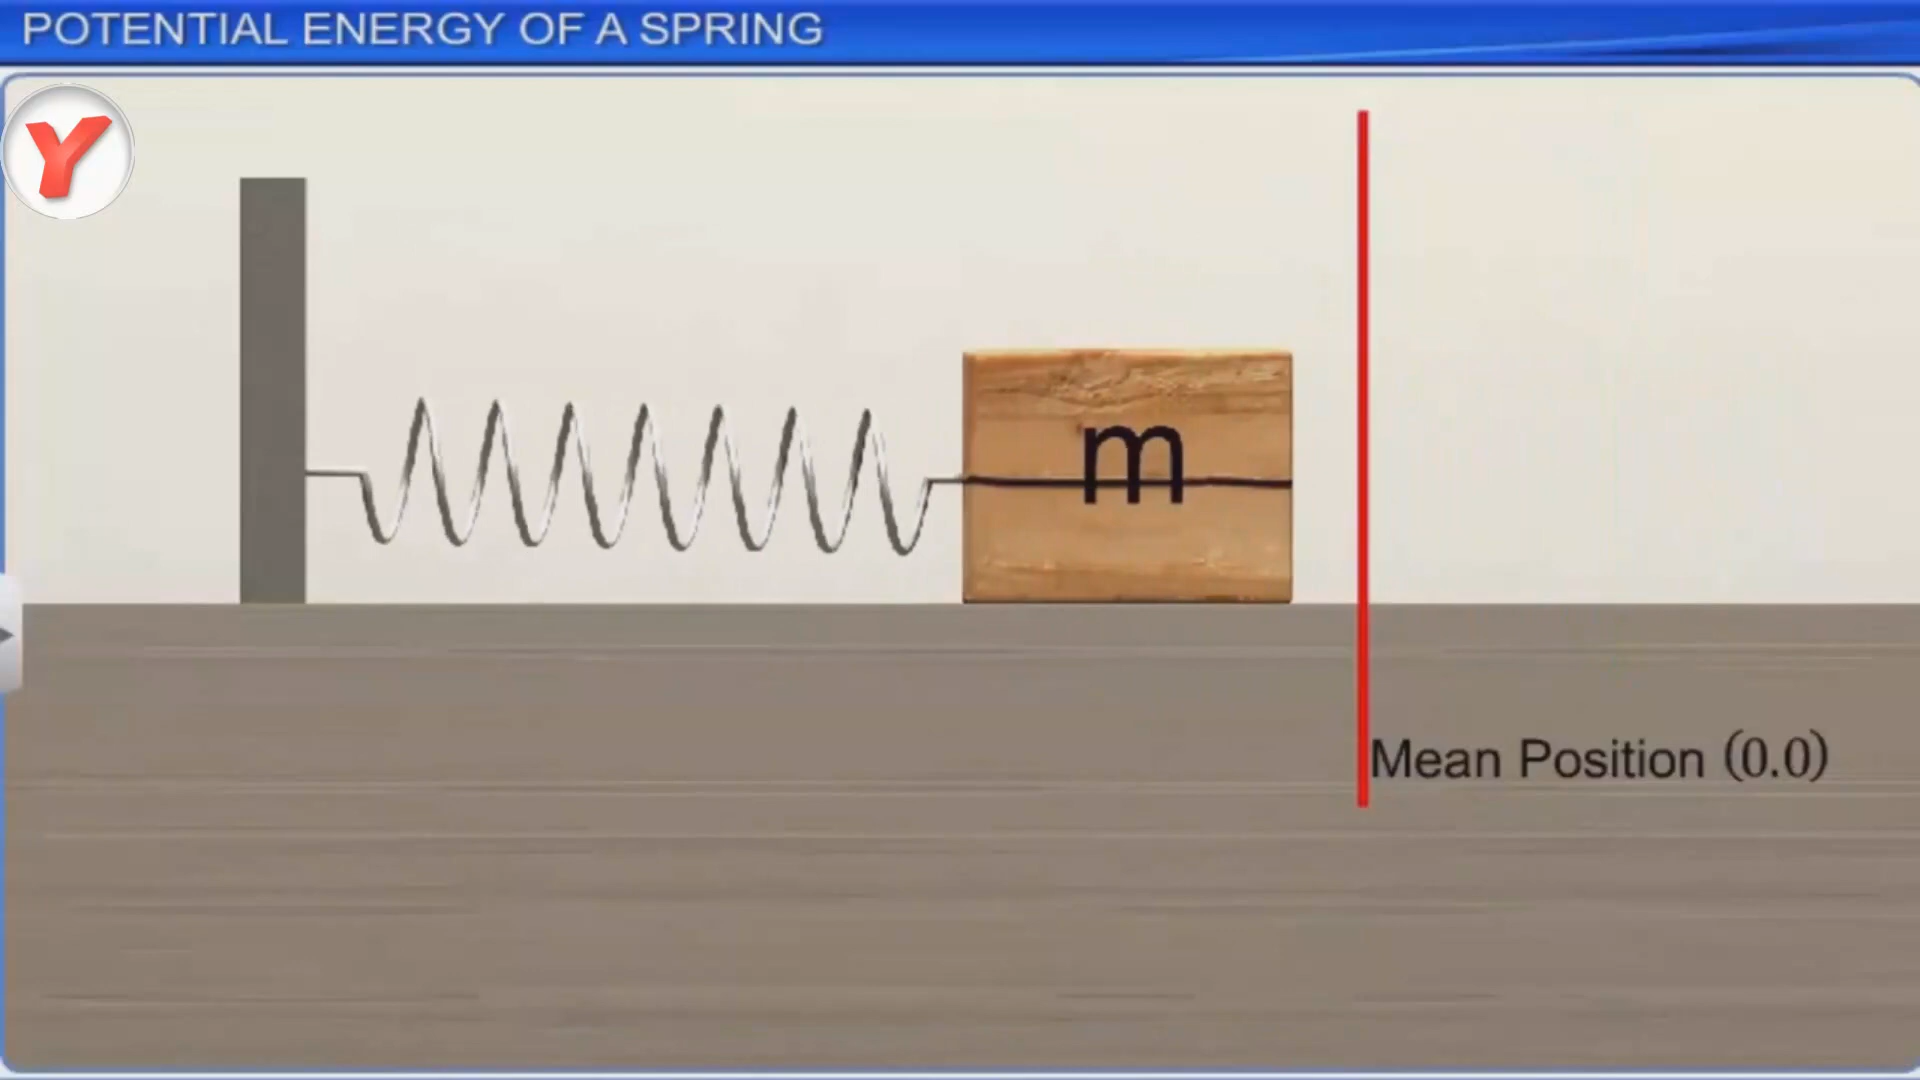 POTENTIAL ENERGY OF A SPRING
Y
m
Mean Position (0.0)